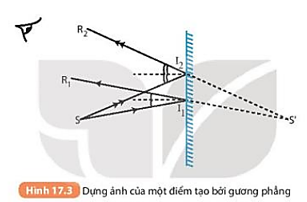 R2
I2
R1
I1
S
S'
Hình 17.3 Dựng ảnh của một điểm tạo bởi gương phẳng